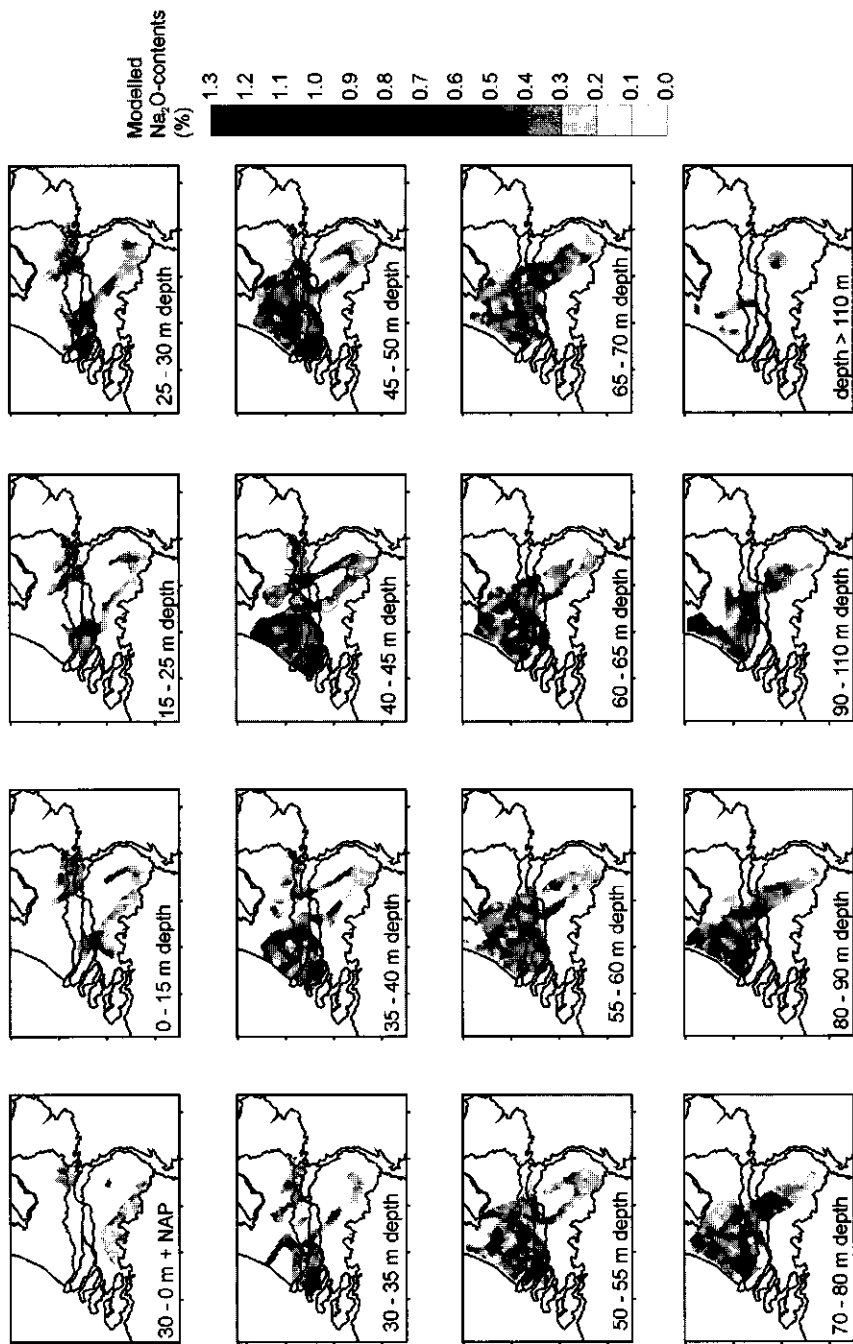 30 - 0 m + NAP
0 - 15 m depth
15 - 25 m depth
25 - 30 m depth
30 - 35 m depth
35 - 40 m depth
40 - 45 m depth
45 - 50 m depth
50 - 55 m depth
55 - 60 m depth
60 - 65 m depth
65 - 70 m depth
70 - 80 m depth
80 - 90 m depth
90 - 110 m depth
depth > 110 m
Modelled
Na₂O-contents
(%)
1.3
1.2
1.1
1.0
0.9
0.8
0.7
0.6
0.5
0.4
0.3
0.2
0.1
0.0